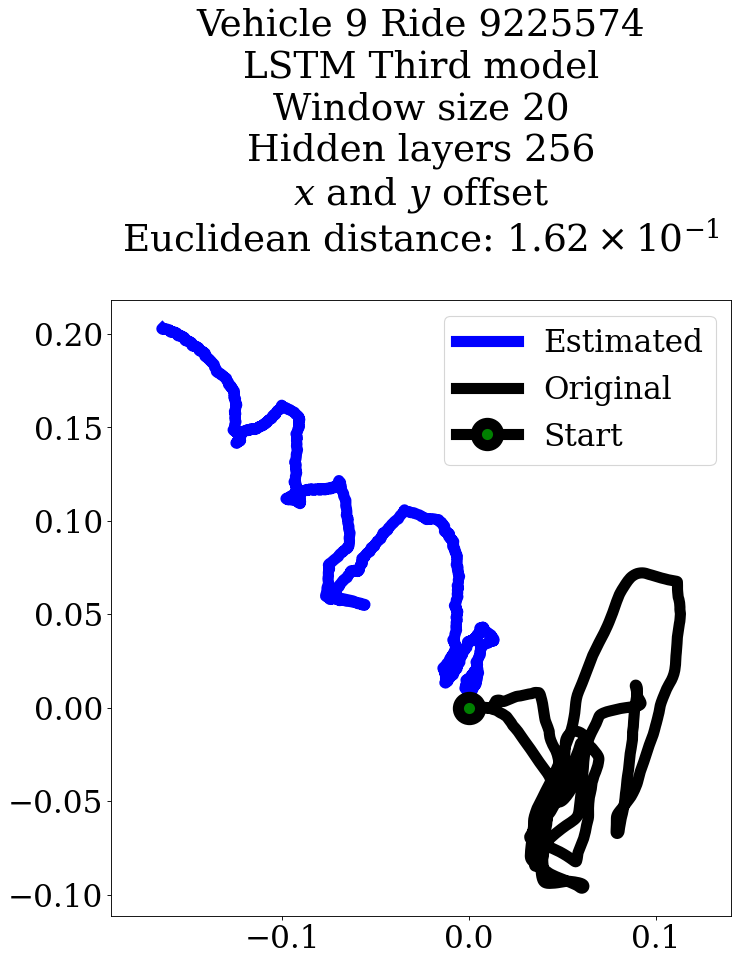 Vehicle 9 Ride 9225574
LSTM Third model
Window size 20
Hidden layers 256
x and y offset
Euclidean distance: 1.62 × 10⁻¹
Estimated
Original
Start
0.20
0.15
0.10
0.05
0.00
−0.05
−0.10
−0.1
0.0
0.1